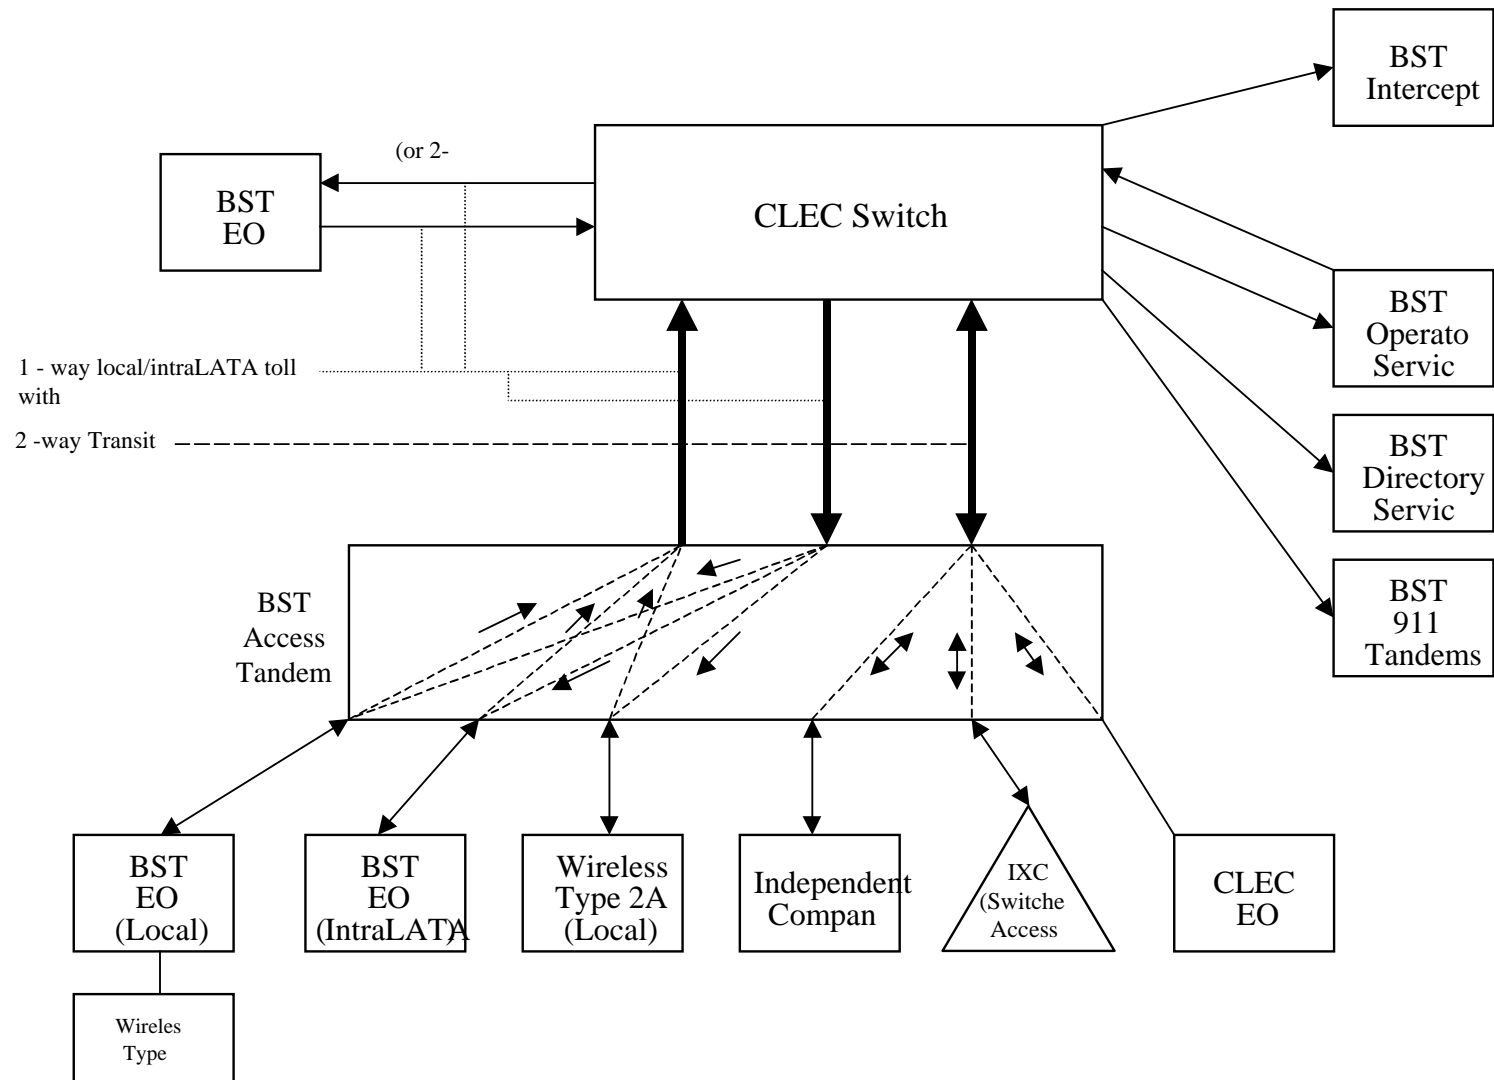 BST
Intercept
(or 2-
BST
EO
CLEC Switch
BST
Operato
Servic
1 - way local/intraLATA toll
with
2 -way Transit
BST
Directory
Servic
BST
Access
Tandem
BST
911
Tandems
BST
EO
(Local)
BST
EO
(IntraLATA)
Wireless
Type 2A
(Local)
Independent
Compan
IXC
(Switche
Access
CLEC
EO
Wireles
Type